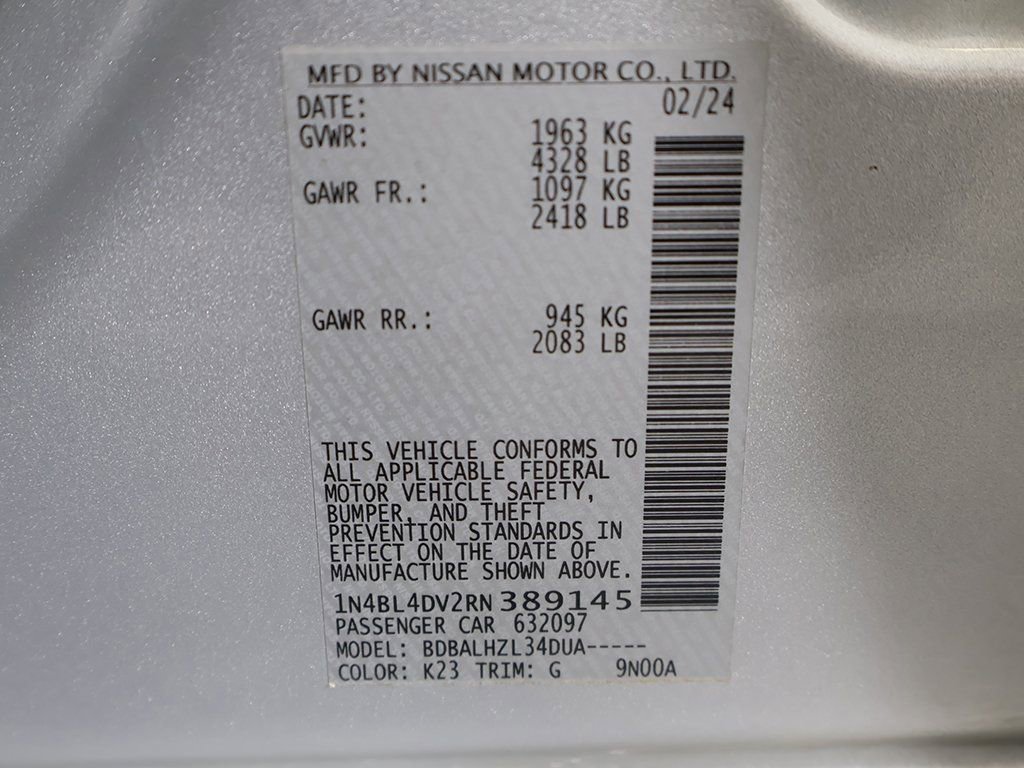 MFD BY NISSAN MOTOR CO., LTD.
DATE: 02/24
GVWR: 1963 KG
4328 LB
GAWR FR.: 1097 KG
2418 LB
GAWR RR.: 945 KG
2083 LB
THIS VEHICLE CONFORMS TO
ALL APPLICABLE FEDERAL
MOTOR VEHICLE SAFETY,
BUMPER, AND THEFT
PREVENTION STANDARDS IN
EFFECT ON THE DATE OF
MANUFACTURE SHOWN ABOVE.
1N4BL4DV2RN 389145
PASSENGER CAR 632097
MODEL: BDBALHZL34DUA-----
COLOR: K23 TRIM: G 9N00A